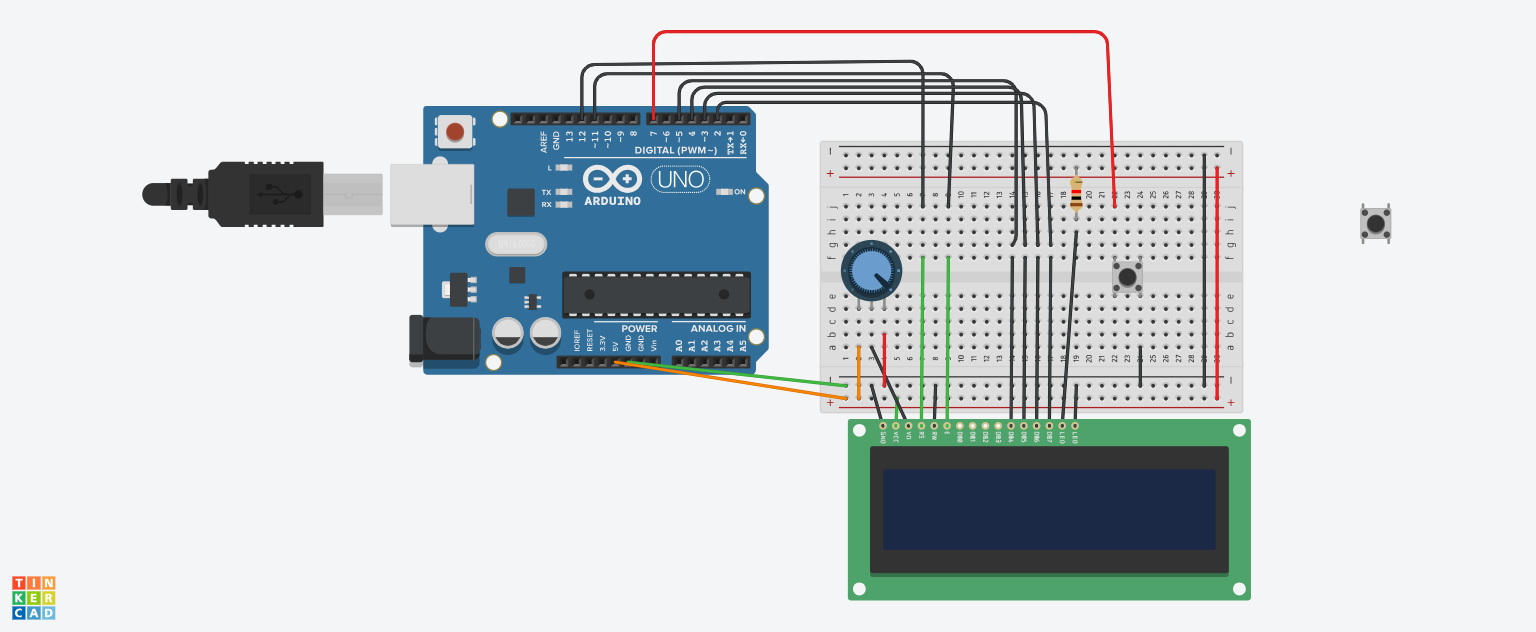 AREF
GND
13
12
~11
~10
~9
8
7
~6
~5
4
~3
2
TX→1
RX←0
DIGITAL (PWM~)
L
TX
RX
UNO
ON
ARDUINO
POWER
ANALOG IN
IOREF
RESET
3.3V
5V
GND
GND
Vin
A0
A1
A2
A3
A4
A5
j
i
h
g
f
e
d
c
b
a
GND
VCC
V0
RS
RW
E
DB0
DB1
DB2
DB3
DB4
DB5
DB6
DB7
LED
LED
TIN
KER
CAD